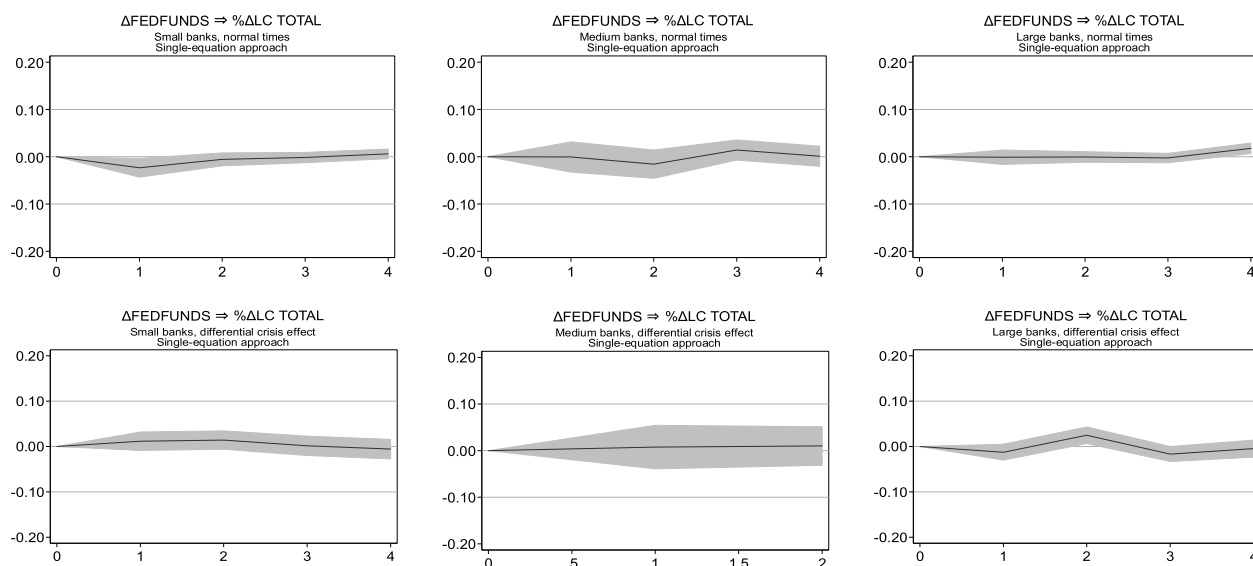 ΔFEDFUNDS ⇒ %ΔLC TOTAL
Small banks, normal times
Single-equation approach
0.20
0.10
0.00
-0.10
-0.20
0 1 2 3 4
ΔFEDFUNDS ⇒ %ΔLC TOTAL
Medium banks, normal times
Single-equation approach
0.20
0.10
0.00
-0.10
-0.20
0 1 2 3 4
ΔFEDFUNDS ⇒ %ΔLC TOTAL
Large banks, normal times
Single-equation approach
0.20
0.10
0.00
-0.10
-0.20
0 1 2 3 4
ΔFEDFUNDS ⇒ %ΔLC TOTAL
Small banks, differential crisis effect
Single-equation approach
0.20
0.10
0.00
-0.10
-0.20
0 1 2 3 4
ΔFEDFUNDS ⇒ %ΔLC TOTAL
Medium banks, differential crisis effect
Single-equation approach
0.20
0.10
0.00
-0.10
-0.20
0 .5 1 1.5 2
ΔFEDFUNDS ⇒ %ΔLC TOTAL
Large banks, differential crisis effect
Single-equation approach
0.20
0.10
0.00
-0.10
-0.20
0 1 2 3 4